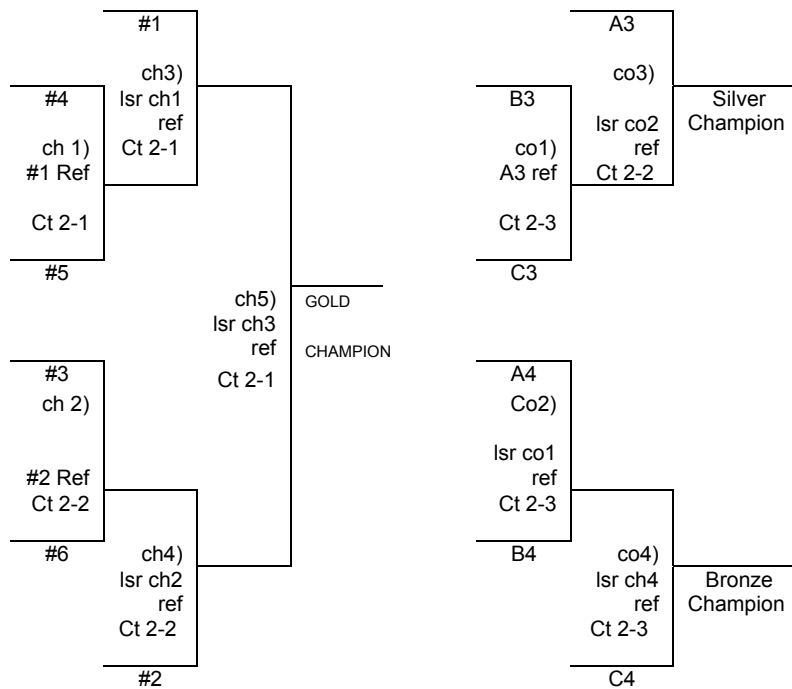 #1
ch3)
lsr ch1
ref
Ct 2-1
#4
ch 1)
#1 Ref
Ct 2-1
#5
ch5)
lsr ch3
ref
Ct 2-1
GOLD
CHAMPION
#3
ch 2)
#2 Ref
Ct 2-2
#6
ch4)
lsr ch2
ref
Ct 2-2
#2
A3
co3)
lsr co2
ref
Ct 2-2
B3
co1)
A3 ref
Ct 2-3
C3
Silver
Champion
A4
Co2)
lsr co1
ref
Ct 2-3
B4
co4)
lsr ch4
ref
Ct 2-3
C4
Bronze
Champion